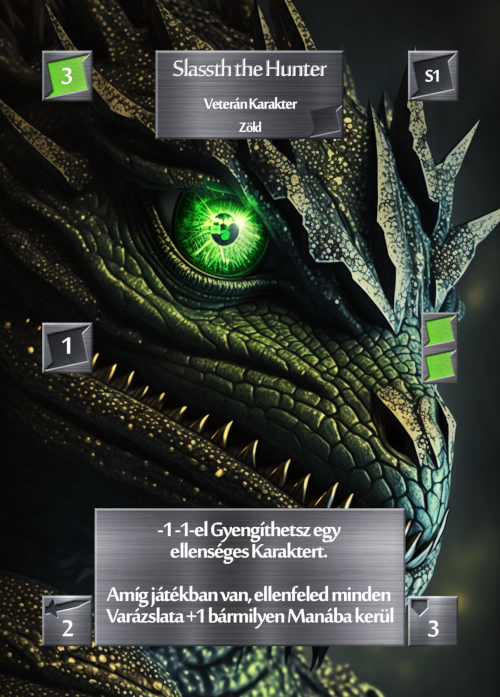 3
Slassth the Hunter
S1
Veterán Karakter
Zöld
1
-1 -1-el Gyengíthetsz egy
ellenséges Karaktert.
Amíg játékban van, ellenfeled minden
Varázslata +1 bármilyen Manába kerül
2
3